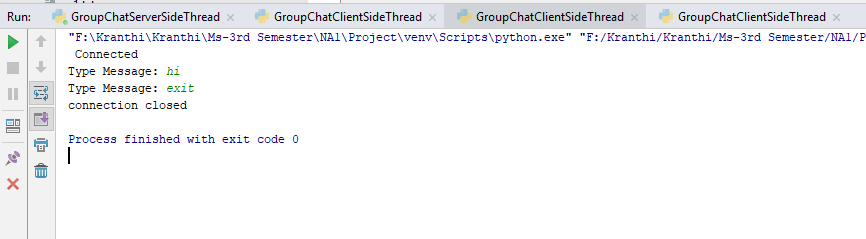 Run: GroupChatServerSideThread × GroupChatClientSideThread × GroupChatClientSideThread × GroupChatClientSideThread ×
"F:\Kranthi\Kranthi\Ms-3rd Semester\NA1\Project\venv\Scripts\python.exe" "F:/Kranthi/Kranthi/Ms-3rd Semester/NA1/P
Connected
Type Message: hi
Type Message: exit
connection closed
Process finished with exit code 0